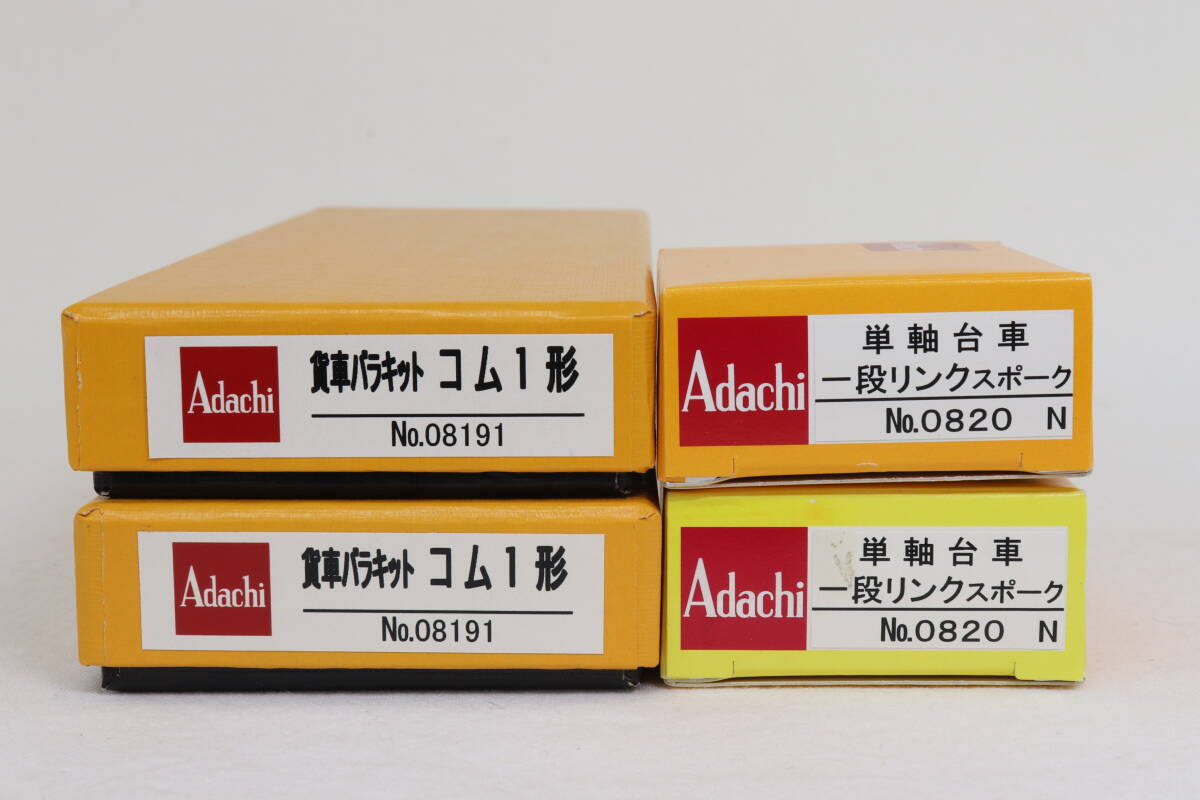 Adachi
貨車バラキット コム1形
No.08191
Adachi
単軸台車
一段リンクスポーク
No.0820 N
Adachi
貨車バラキット コム1形
No.08191
Adachi
単軸台車
一段リンクスポーク
No.0820 N